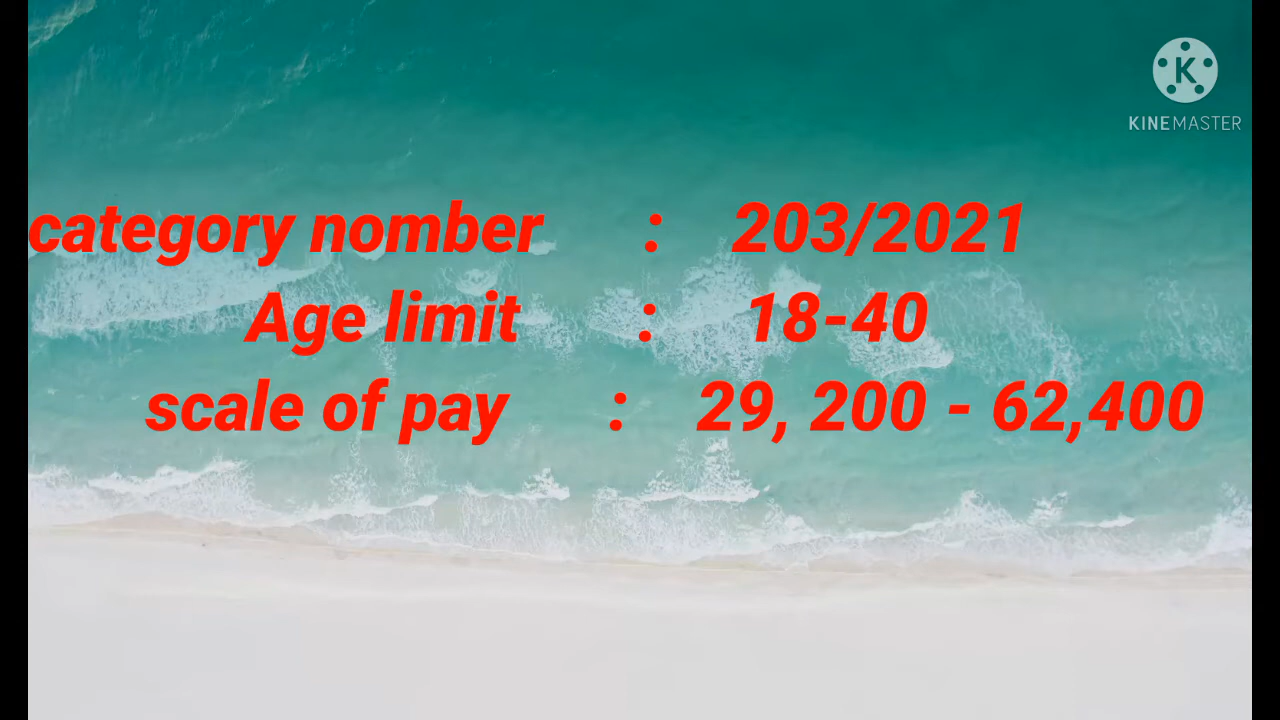 K
KINEMASTER
category nomber : 203/2021
Age limit : 18-40
scale of pay : 29, 200 - 62,400